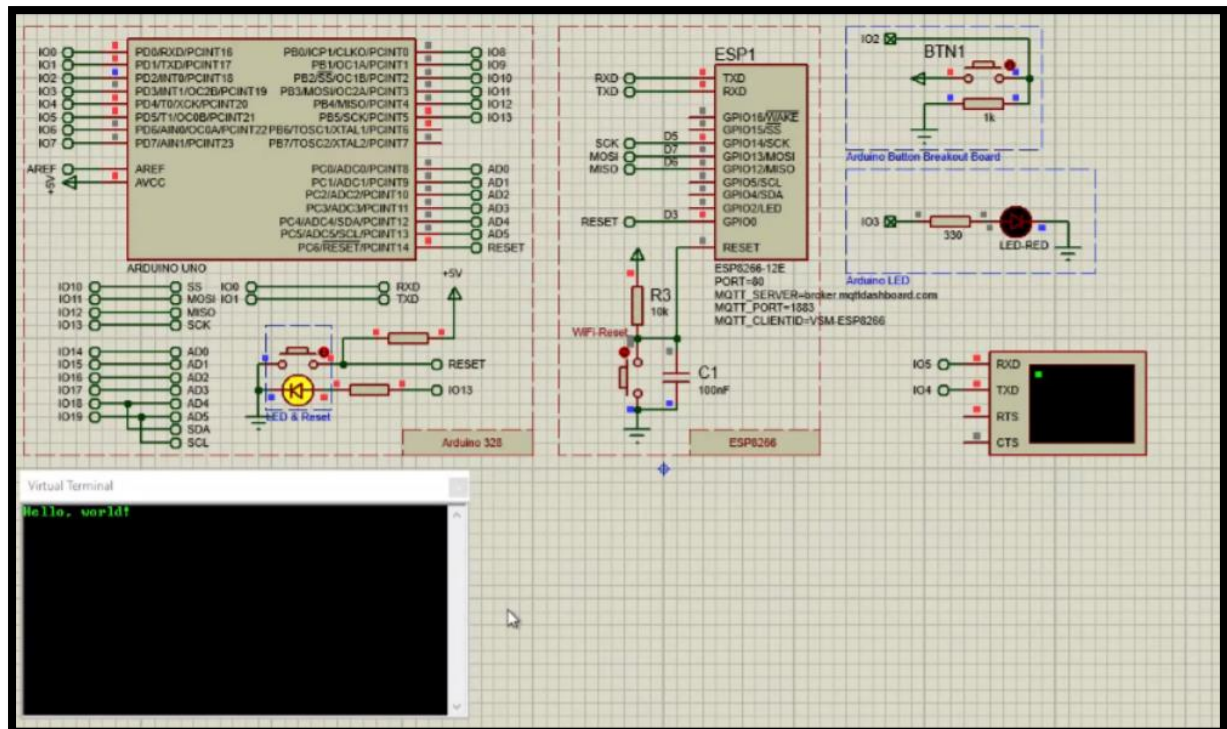 IO0 PD0/RXD/PCINT16 PB0/ICP1/CLKO/PCINT0 IO8
IO1 PD1/TXD/PCINT17 PB1/OC1A/PCINT1 IO9
IO2 PD2/INT0/PCINT18 PB2/SS/OC1B/PCINT2 IO10
IO3 PD3/INT1/OC2B/PCINT19 PB3/MOSI/OC2A/PCINT3 IO11
IO4 PD4/T0/XCK/PCINT20 PB4/MISO/PCINT4 IO12
IO5 PD5/T1/OC0B/PCINT21 PB5/SCK/PCINT5 IO13
IO6 PD6/AIN0/OC0A/PCINT22 PB6/TOSC1/XTAL1/PCINT6
IO7 PD7/AIN1/PCINT23 PB7/TOSC2/XTAL2/PCINT7
AREF AREF PC0/ADC0/PCINT8 AD0
+5V AVCC PC1/ADC1/PCINT9 AD1
PC2/ADC2/PCINT10 AD2
PC3/ADC3/PCINT11 AD3
PC4/ADC4/SDA/PCINT12 AD4
PC5/ADC5/SCL/PCINT13 AD5
PC6/RESET/PCINT14 RESET
ARDUINO UNO
+5V
IO10 SS IO0 RXD
IO11 MOSI IO1 TXD
IO12 MISO
IO13 SCK
IO14 AD0
IO15 AD1 RESET
IO16 AD2
IO17 AD3 IO13
IO18 AD4
IO19 AD5 LED & Reset
SDA
SCL
Arduino 328
ESP1
RXD TXD
TXD RXD
GPIO16/WAKE
GPIO15/SS
SCK D5 GPIO14/SCK
MOSI D7 GPIO13/MOSI
MISO D6 GPIO12/MISO
GPIO5/SCL
GPIO4/SDA
GPIO2/LED
RESET D3 GPIO0
RESET
ESP8266-12E
PORT=80
MQTT_SERVER=broker.mqttdashboard.com
MQTT_PORT=1883
MQTT_CLIENTID=VSM-ESP8266
R3
10k
WiFi-Reset
C1
100nF
ESP8266
IO2
BTN1
1k
Arduino Button Breakout Board
IO3
330
LED-RED
Arduino LED
IO5 RXD
IO4 TXD
RTS
CTS
Virtual Terminal
Hello, world!